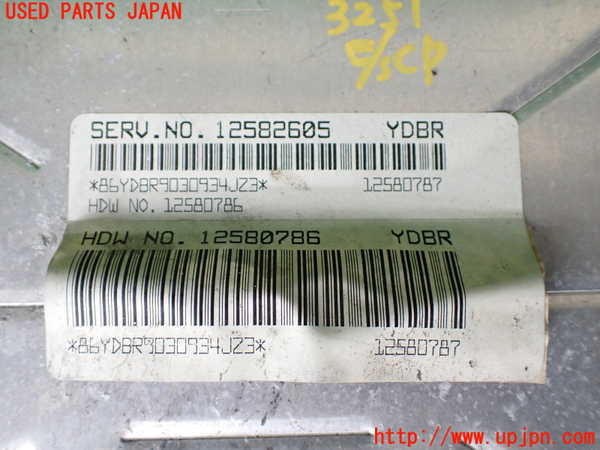 USED PARTS JAPAN
3251
SERV.NO. 12582605 YDBR
*86YDBR9030934JZ3* 12580787
HDW NO. 12580786
HDW NO. 12580786 YDBR
*86YDBR9030934JZ3* 12580787
http://www.upjpn.com/